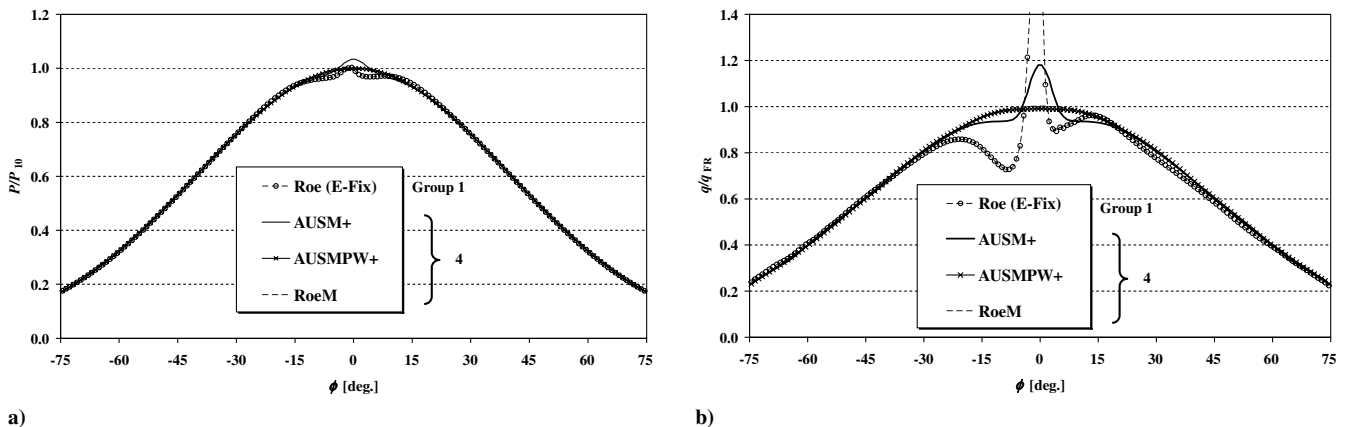 1.2
1.0
0.8
0.6
0.4
0.2
0.0
P/P10
-75 -60 -45 -30 -15 0 15 30 45 60 75
ϕ [deg.]
Roe (E-Fix) Group 1
AUSM+
AUSMPW+ 4
RoeM
a)
1.4
1.2
1.0
0.8
0.6
0.4
0.2
0.0
q/qFR
-75 -60 -45 -30 -15 0 15 30 45 60 75
ϕ [deg.]
Roe (E-Fix) Group 1
AUSM+
AUSMPW+ 4
RoeM
b)